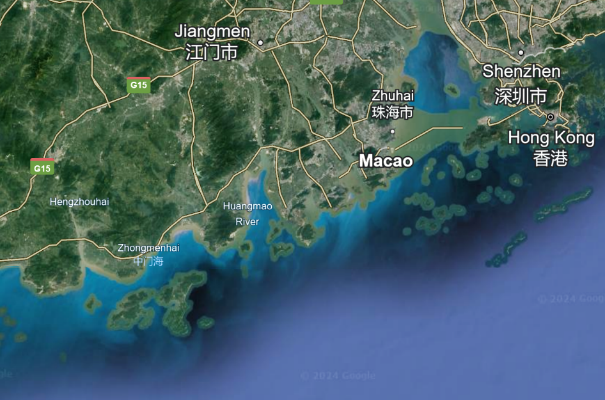 Jiangmen
江门市
G15
Shenzhen
深圳市
Zhuhai
珠海市
Hong Kong
香港
Macao
G15
Hengzhouhai
Huangmao
River
Zhongmenhai
中门海
© 2024 Google
© 2024 Google